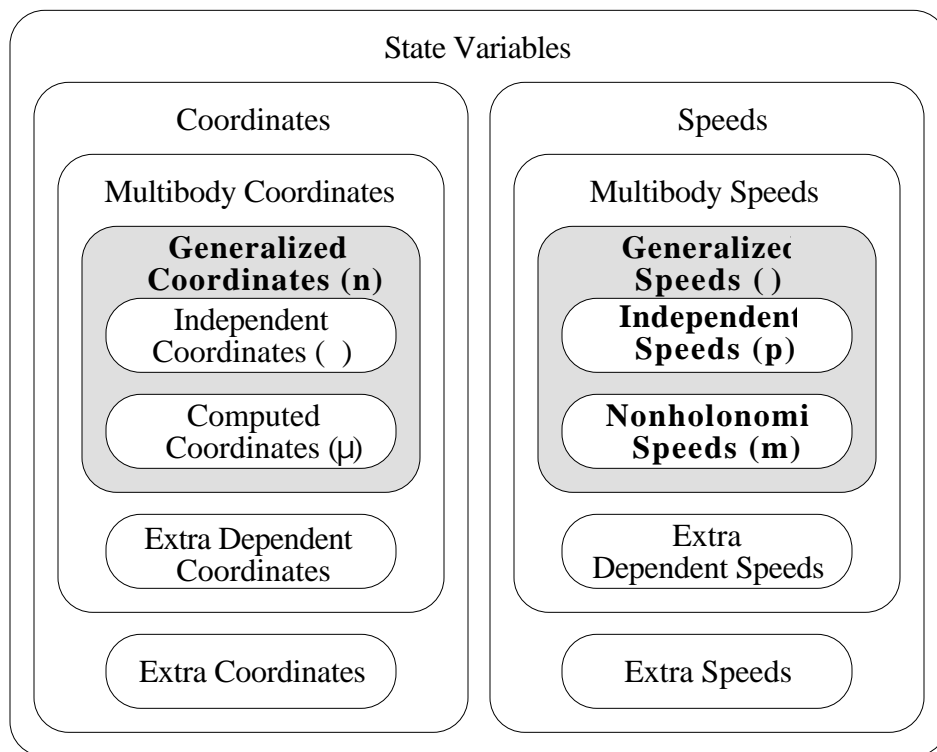 State Variables
Coordinates
Multibody Coordinates
Generalized
Coordinates (n)
Independent
Coordinates ( )
Computed
Coordinates (μ)
Extra Dependent
Coordinates
Extra Coordinates
Speeds
Multibody Speeds
Generalized
Speeds ( )
Independent
Speeds (p)
Nonholonomi
Speeds (m)
Extra
Dependent Speeds
Extra Speeds